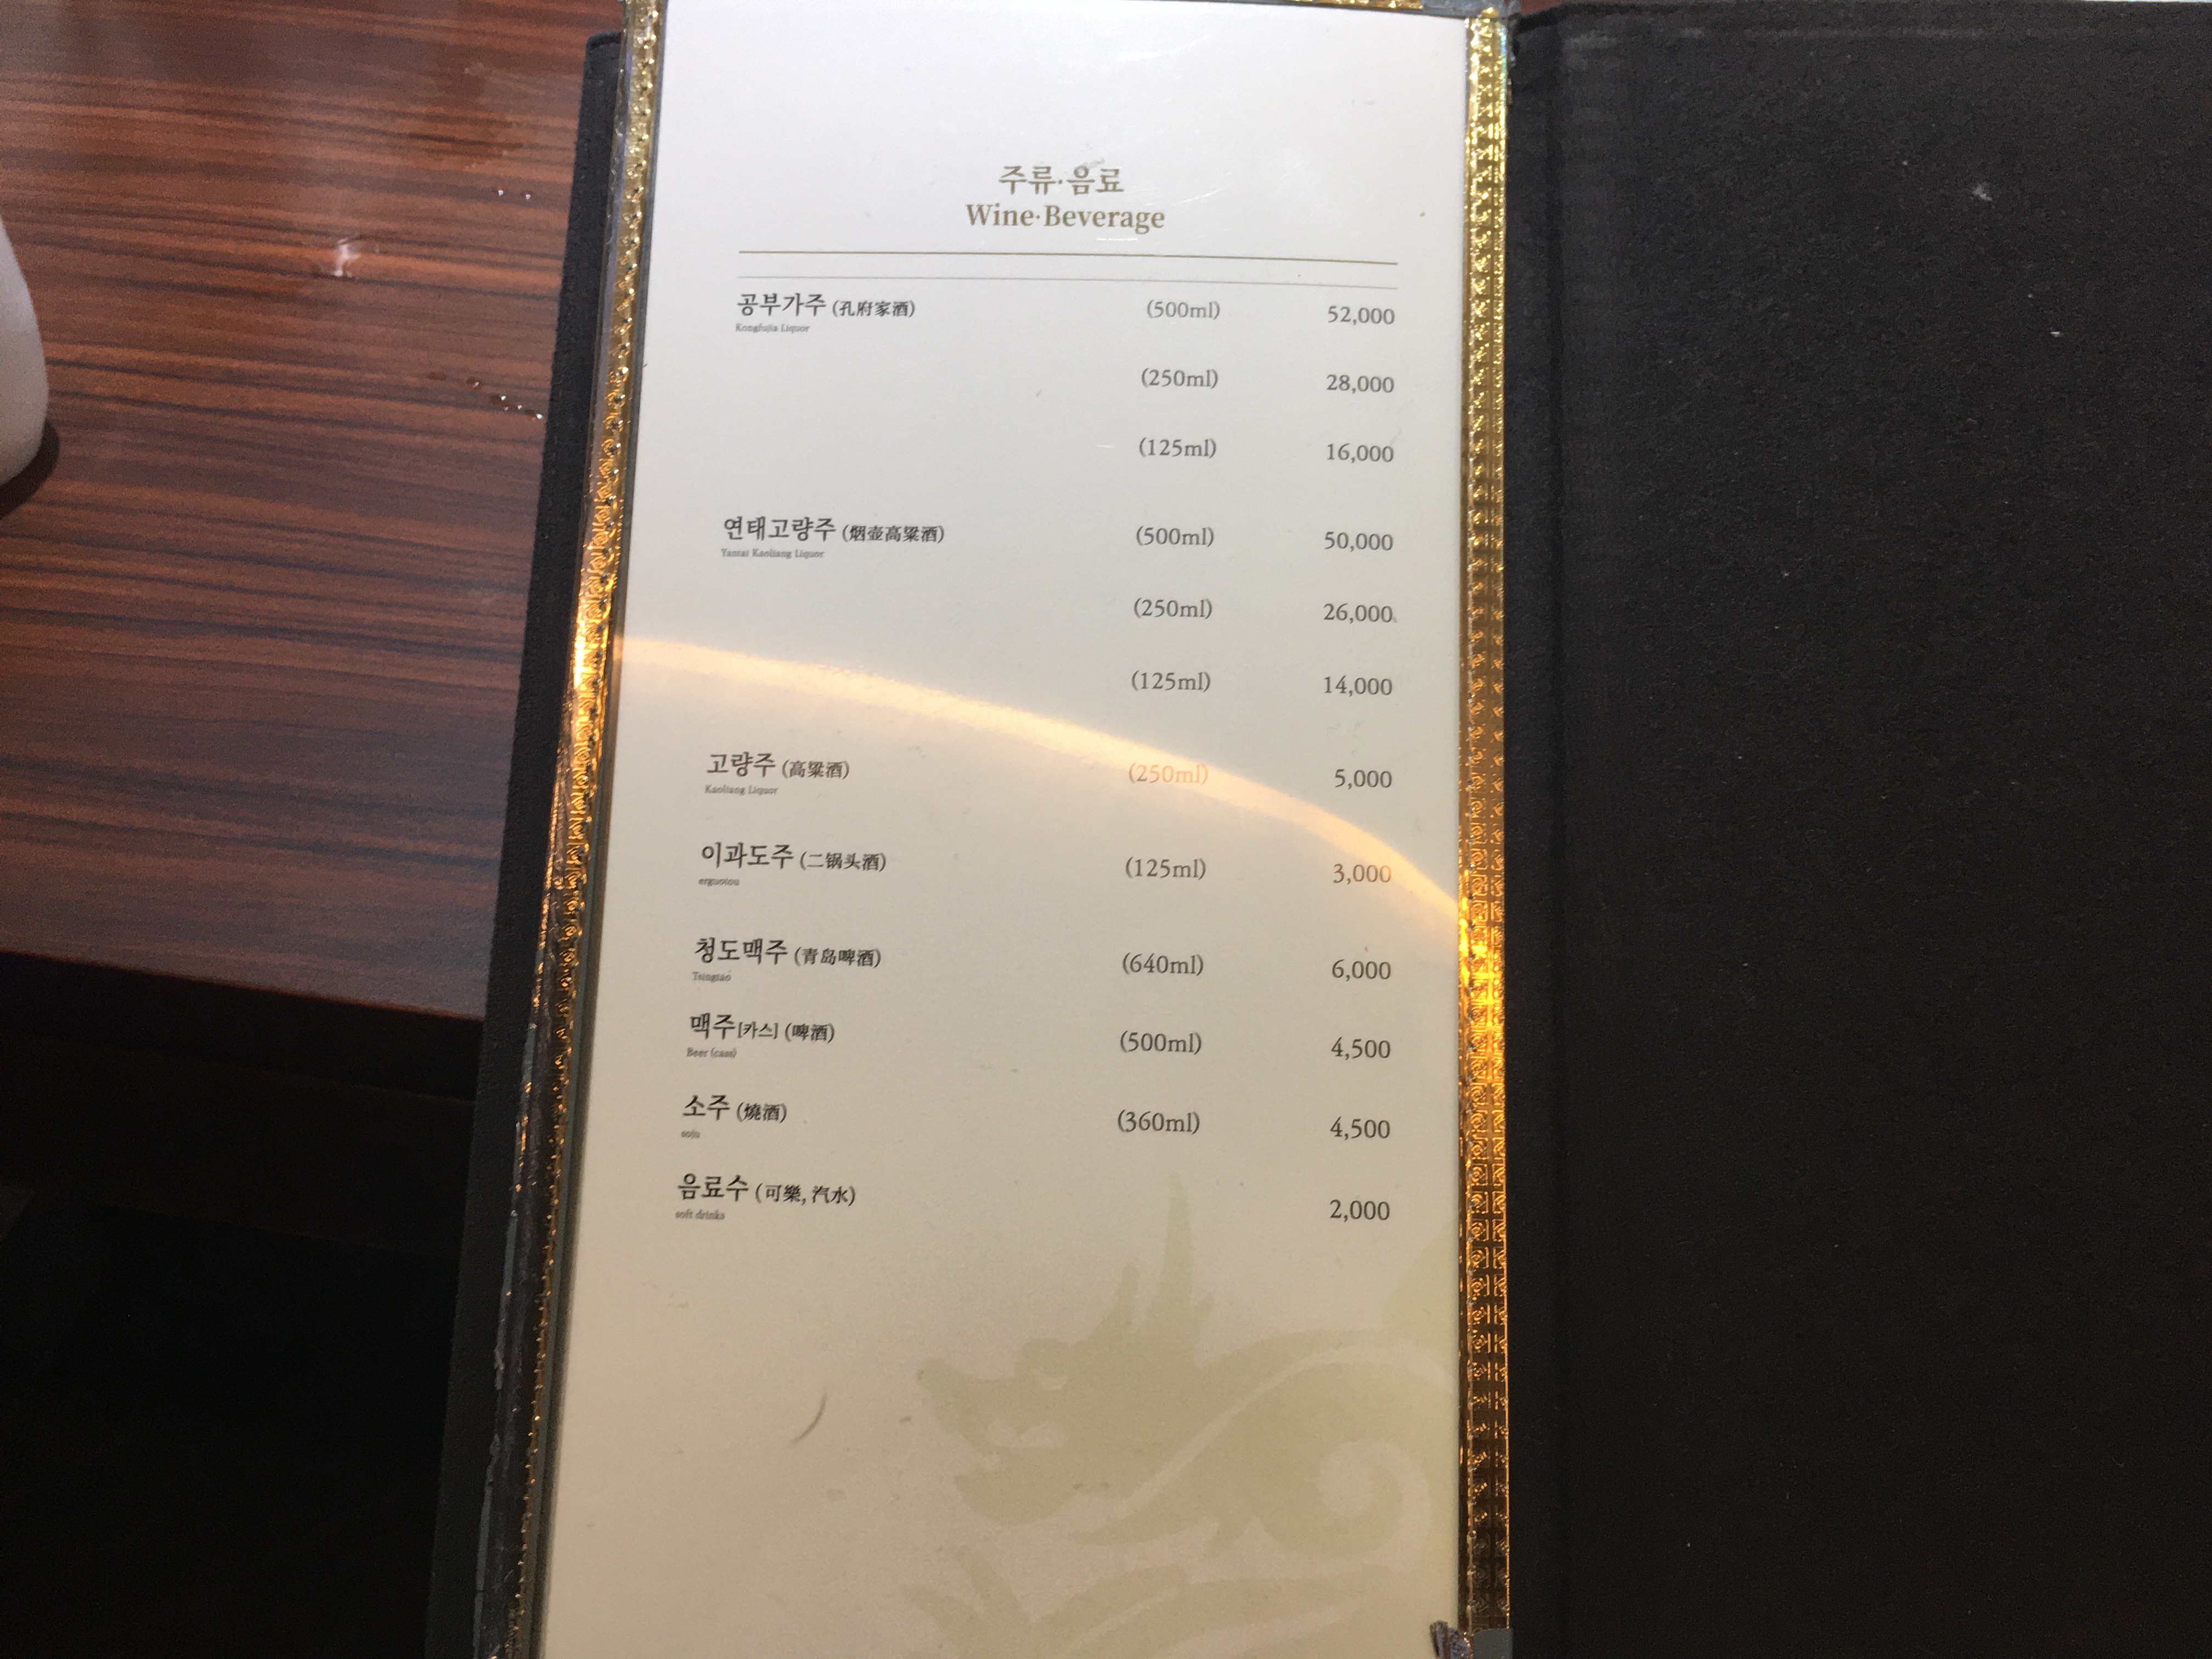 주류·음료
Wine·Beverage
공부가주 (孔府家酒) (500ml) 52,000
Kongfujia Liquor
(250ml) 28,000
(125ml) 16,000
연태고량주 (烟壶高粱酒) (500ml) 50,000
Yantai Kaoliang Liquor
(250ml) 26,000
(125ml) 14,000
고량주 (高粱酒) (250ml) 5,000
Kaoliang Liquor
이과도주 (二锅头酒) (125ml) 3,000
erguotou
청도맥주 (青岛啤酒) (640ml) 6,000
Tsingtao
맥주[카스] (啤酒) (500ml) 4,500
Beer (cass)
소주 (燒酒) (360ml) 4,500
soju
음료수 (可樂, 汽水) 2,000
soft drinks